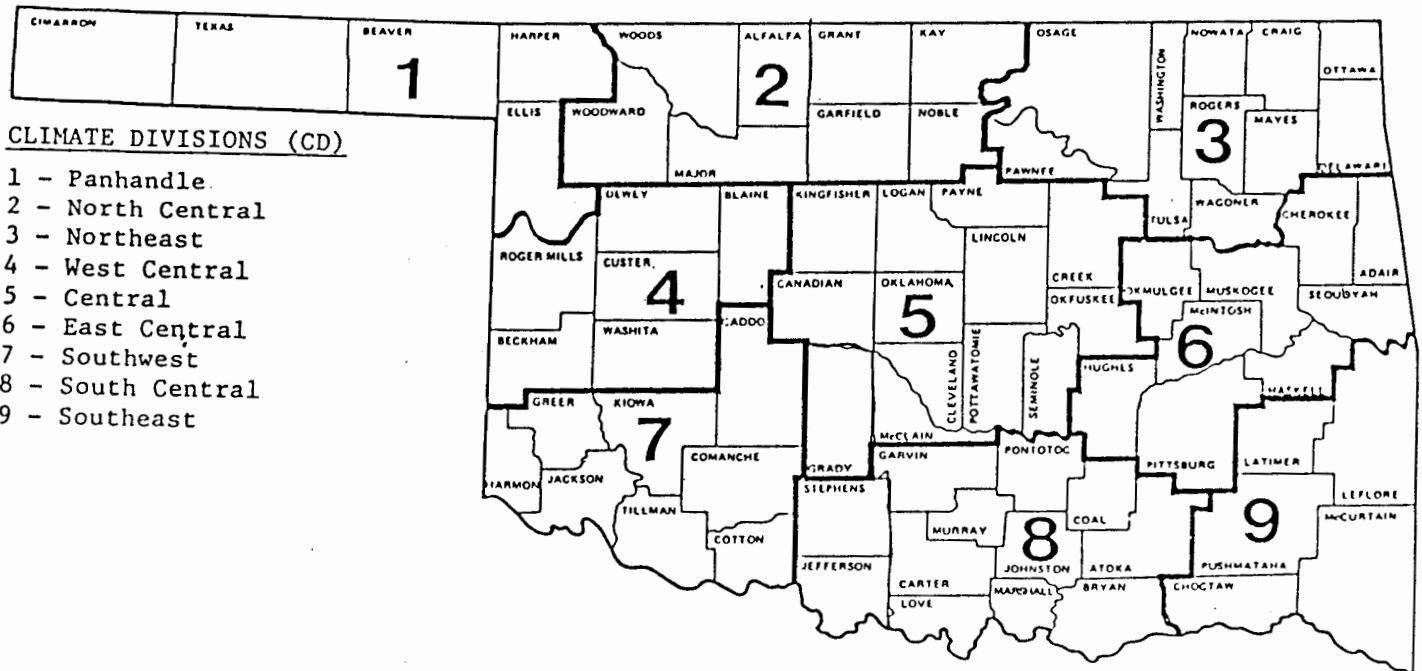 CIMARRON
TEXAS
BEAVER
HARPER
WOODS
ALFALFA
GRANT
KAY
OSAGE
WASHINGTON
NOWATA
CRAIG
OTTAWA
1
2
3
ELLIS
WOODWARD
GARFIELD
NOBLE
ROGERS
MAYES
CLIMATE DIVISIONS (CD)
1 - Panhandle
2 - North Central
3 - Northeast
4 - West Central
5 - Central
6 - East Central
7 - Southwest
8 - South Central
9 - Southeast
MAJOR
PAWNEE
DELAWARE
DEWEY
BLAINE
KINGFISHER
LOGAN
PAYNE
TULSA
WAGONER
CHEROKEE
LINCOLN
ROGER MILLS
CUSTER
4
CANADIAN
OKLAHOMA
5
CREEK
OKFUSKEE
OKMULGEE
MUSKOGEE
ADAIR
SEQUOYAH
McINTOSH
6
BECKHAM
WASHITA
CADDO
CLEVELAND
POTTAWATOMIE
SEMINOLE
HUGHES
HASKELL
GREER
KIOWA
7
McCLAIN
GARVIN
PONTOTOC
COMANCHE
GRADY
PITTSBURG
LATIMER
HARMON
JACKSON
STEPHENS
LEFLORE
TILLMAN
MURRAY
8
COAL
9
McCURTAIN
COTTON
JEFFERSON
JOHNSTON
ATOKA
PUSHMATAHA
CARTER
MARSHALL
BRYAN
CHOCTAW
LOVE